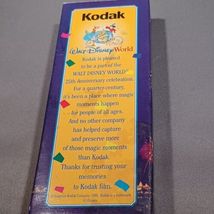 Kodak
Walt Disney World
Kodak is pleased
to be a part of the
WALT DISNEY WORLD®
25th Anniversary celebration.
For a quarter century,
it's been a place where magic
moments happen
for people of all ages.
And no other company
has helped capture
and preserve more
of those magic moments
than Kodak.
Thanks for trusting your
memories
to Kodak film.